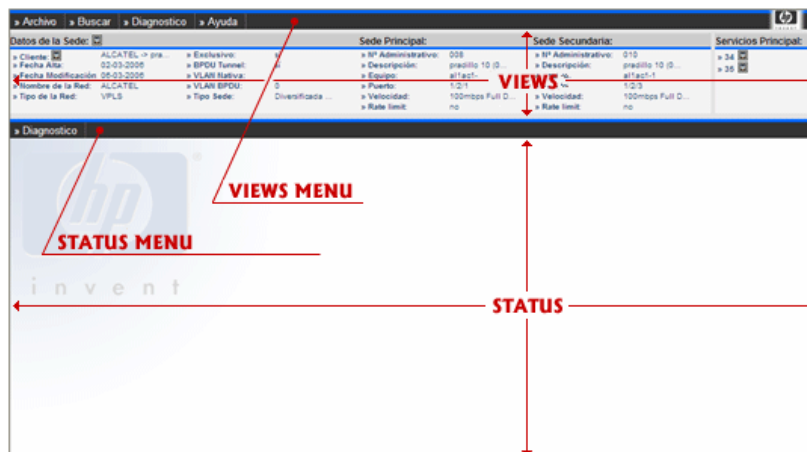 » Archivo » Buscar » Diagnostico » Ayuda
Datos de la Sede: Sede Principal: Sede Secundaria: Servicios Principal:
» Cliente: ALCATEL -> pra... » Exclusivo: » Nº Administrativo: 008 » Nº Administrativo: 010 » 34
» Fecha Alta: 02-03-2006 » BPDU Tunnel: » Descripción: pradillo 10 (0... » Descripción: pradillo 10 (0... » 35
» Fecha Modificación 06-03-2006 » VLAN Nativa: » Equipo: al1act- al1act-1
» Nombre de la Red: ALCATEL » VLAN BPDU: 0 » Puerto: 1/2/1 1/2/3
» Tipo de la Red: VPLS » Tipo Sede: Diversificada ... » Velocidad: 100mbps Full D... » Velocidad: 100mbps Full D...
» Rate limit: no » Rate limit: no
VIEWS
» Diagnostico
VIEWS MENU
STATUS MENU
hp
invent
STATUS